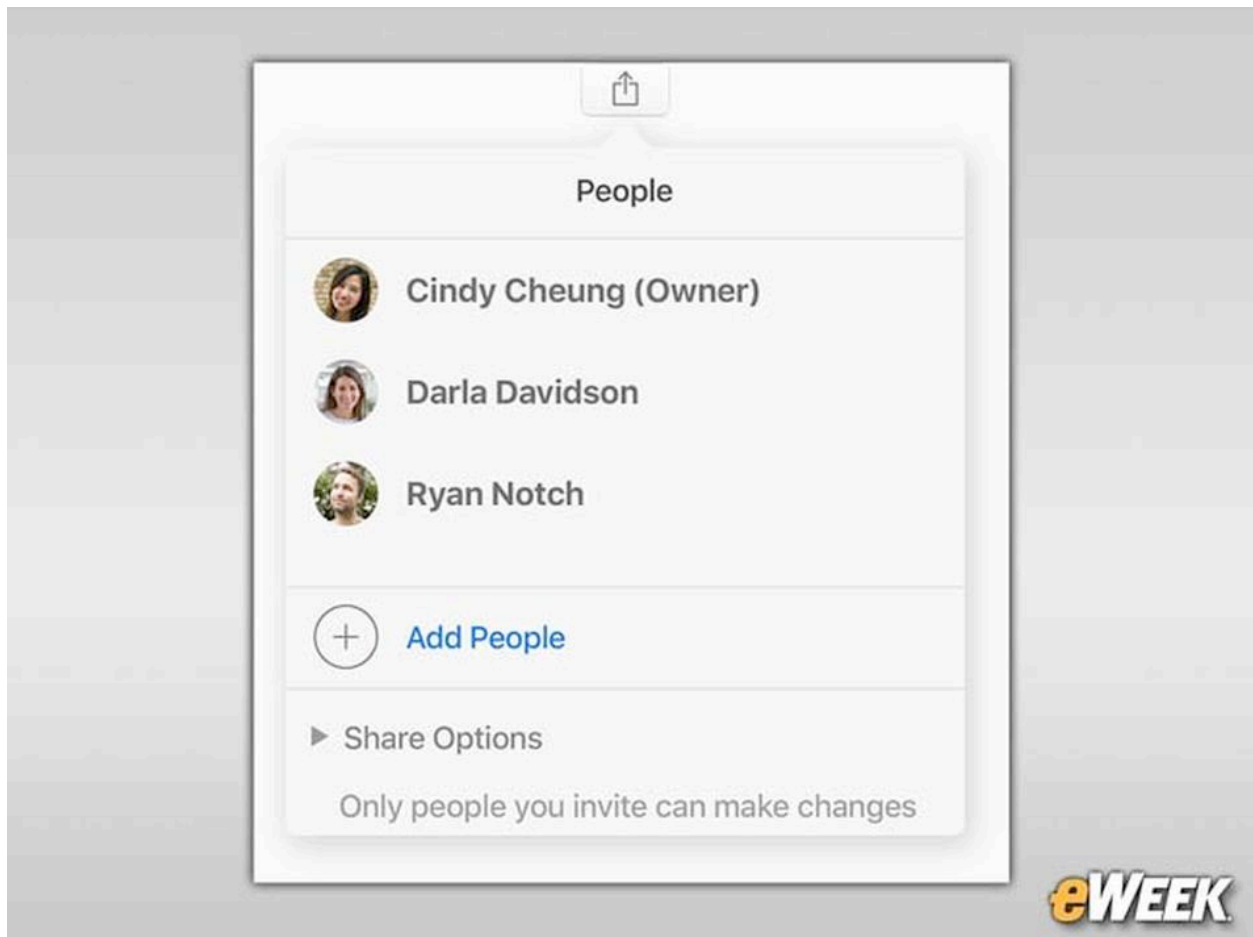 People
Cindy Cheung (Owner)
Darla Davidson
Ryan Notch
Add People
Share Options
Only people you invite can make changes
eWEEK